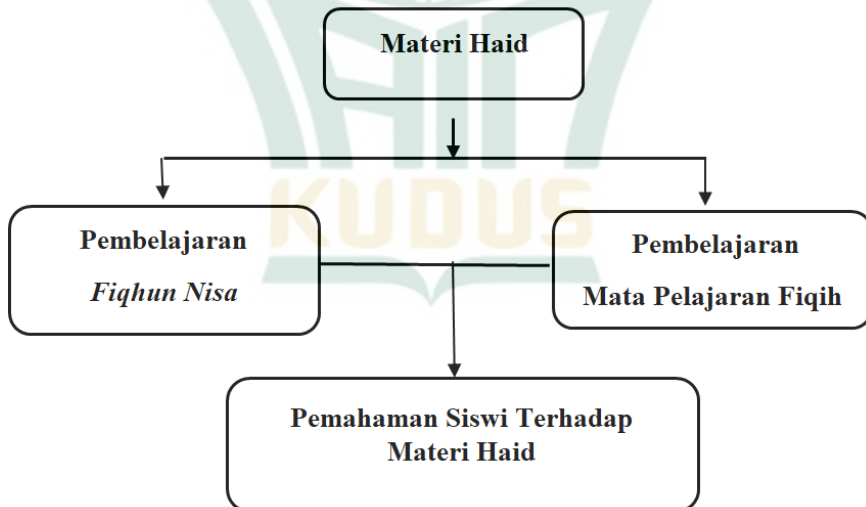 Materi Haid
KUDUS
Pembelajaran
Fiqhun Nisa
Pembelajaran
Mata Pelajaran Fiqih
Pemahaman Siswi Terhadap
Materi Haid